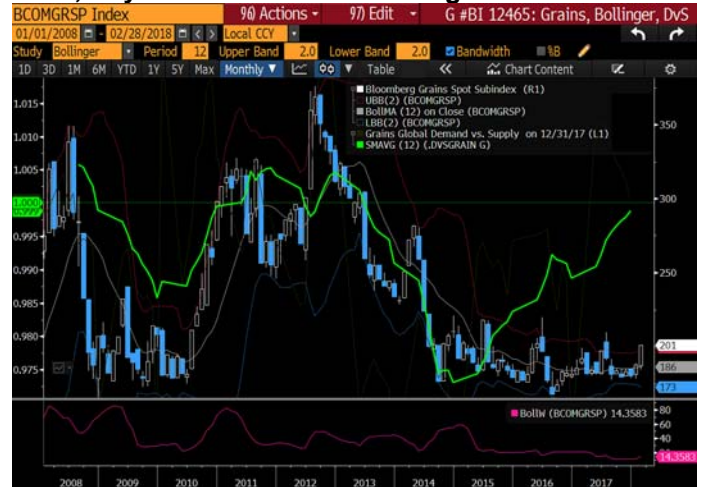 BCOMGRSP Index 96) Actions 97) Edit G #BI 12465: Grains, Bollinger, DvS
01/01/2008 - 02/28/2018 Local CCY
Study Bollinger Period 12 Upper Band 2.0 Lower Band 2.0 Bandwidth %B
1D 3D 1M 6M YTD 1Y 5Y Max Monthly ▼ Table « Chart Content
Bloomberg Grains Spot Subindex (R1)
UBB(2) (BCOMGRSP)
BollMA (12) on Close (BCOMGRSP)
LBB(2) (BCOMGRSP)
Grains Global Demand vs. Supply on 12/31/17 (L1)
SMAVG (12) (.DVSGRAIN G)
1.015
1.010
1.005
1.000
0.999
0.995
0.990
0.985
0.980
0.975
350
300
250
201
186
173
BollW (BCOMGRSP) 14.3583
80
60
40
14.3583
2008 2009 2010 2011 2012 2013 2014 2015 2016 2017